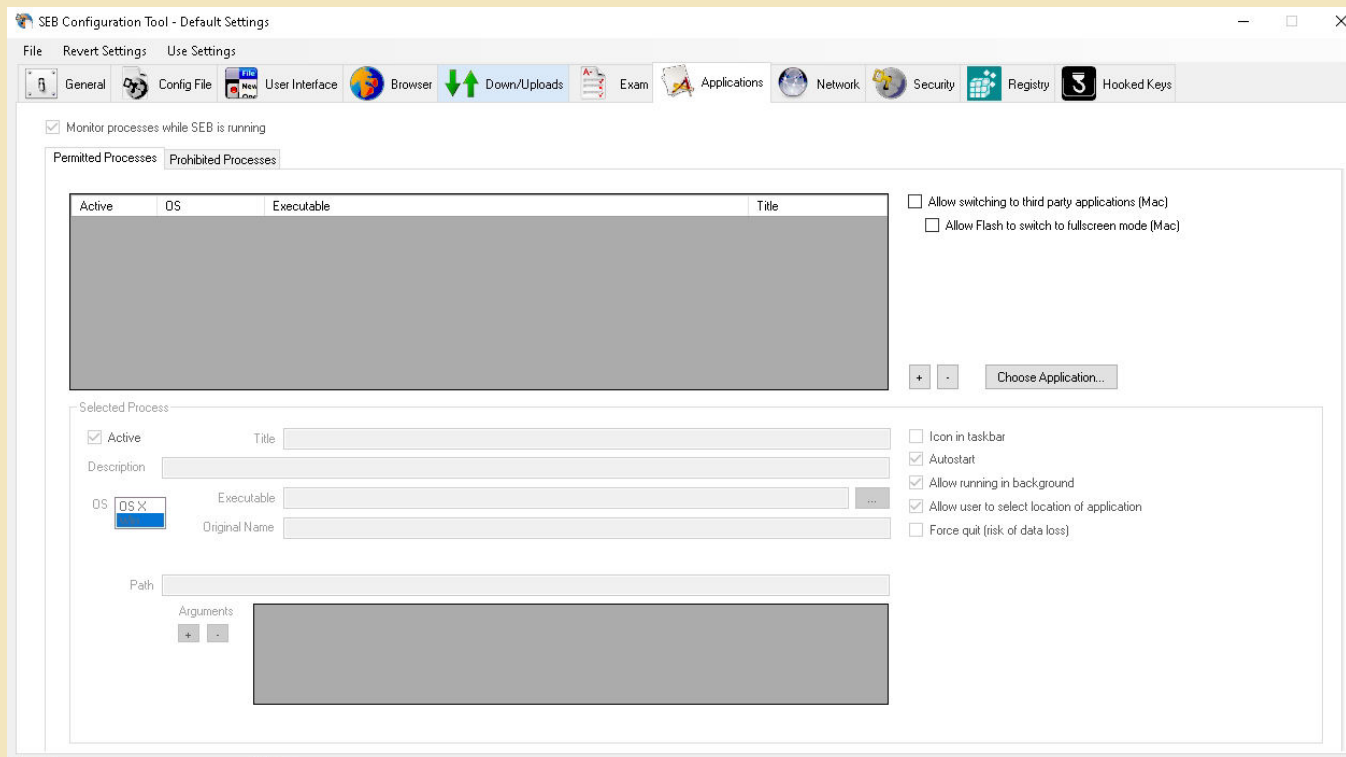 SEB Configuration Tool - Default Settings
File Revert Settings Use Settings
General Config File File New User Interface Browser Down/Uploads A- Exam Applications Network Security Registry Hooked Keys
Monitor processes while SEB is running
Permitted Processes Prohibited Processes
Active OS Executable Title
Allow switching to third party applications (Mac)
Allow Flash to switch to fullscreen mode (Mac)
+ - Choose Application...
Selected Process
Active Title
Icon in taskbar
Description
Autostart
OS OS X Executable ...
Allow running in background
Allow user to select location of application
Original Name
Force quit (risk of data loss)
Path
Arguments
+ -